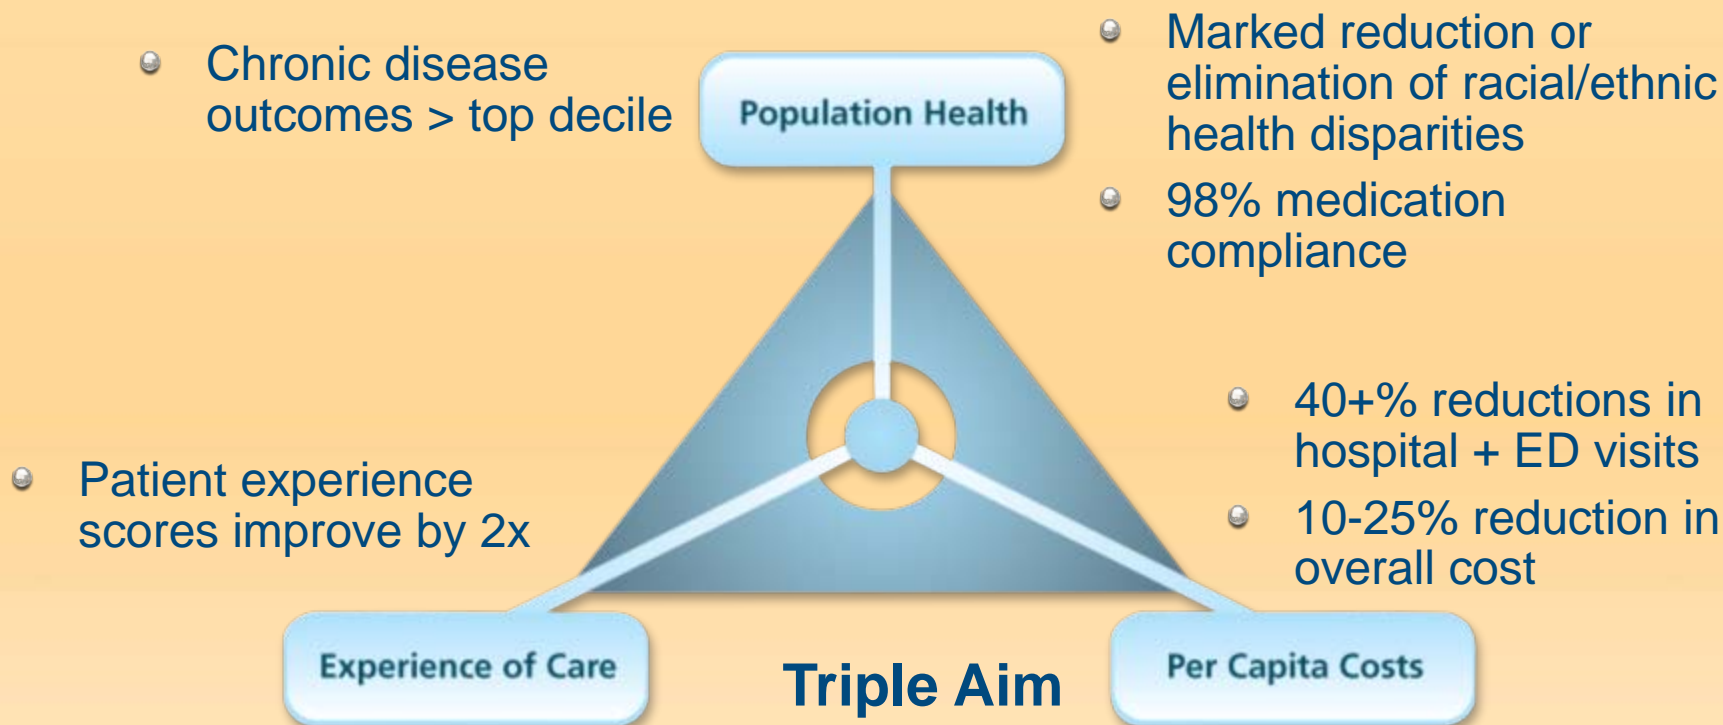 Chronic disease
outcomes > top decile
Population Health
Marked reduction or
elimination of racial/ethnic
health disparities
98% medication
compliance
Patient experience
scores improve by 2x
40+% reductions in
hospital + ED visits
10-25% reduction in
overall cost
Experience of Care
Triple Aim
Per Capita Costs